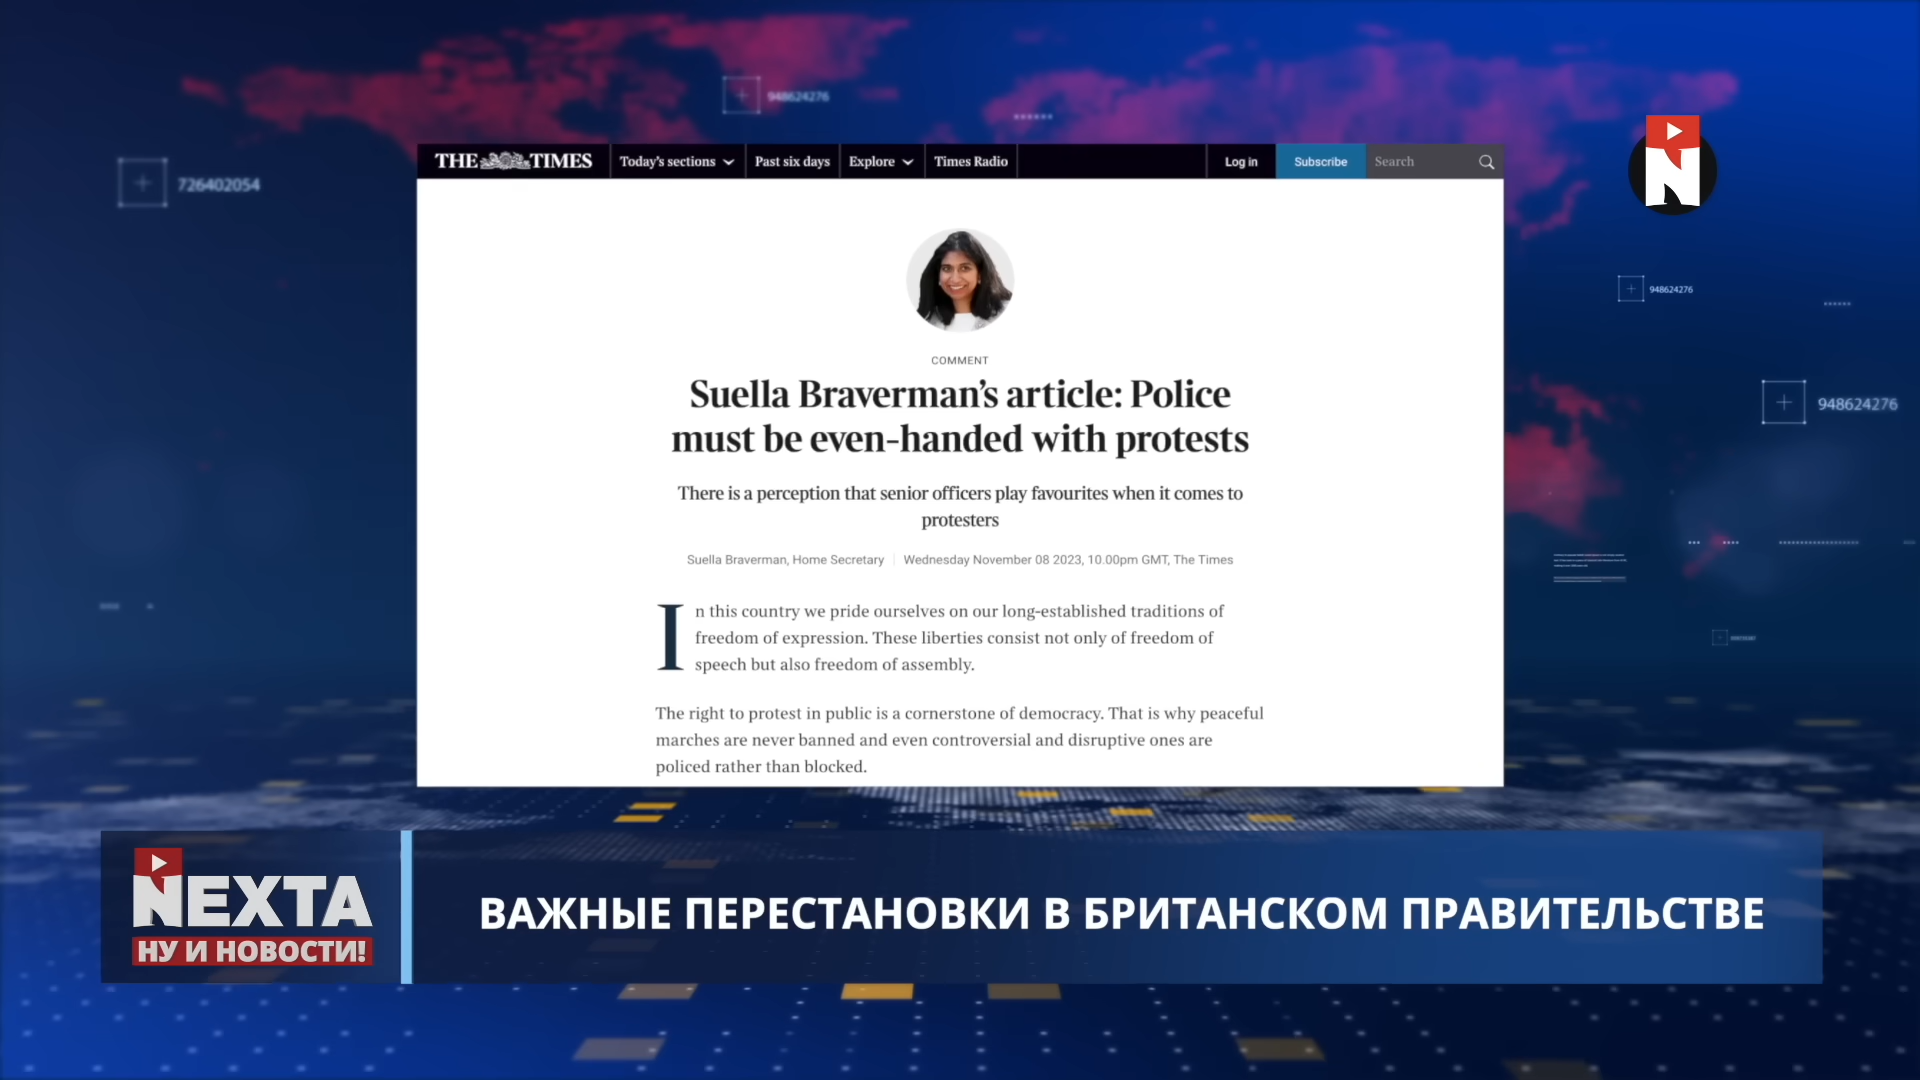 948624276
726402054
THE TIMES
Today's sections
Past six days
Explore
Times Radio
Log in
Subscribe
Search
N
948624276
948624276
COMMENT
Suella Braverman's article: Police
must be even-handed with protests
There is a perception that senior officers play favourites when it comes to
protesters
Suella Braverman, Home Secretary
Wednesday November 08 2023, 10.00pm GMT, The Times
In this country we pride ourselves on our long-established traditions of
freedom of expression. These liberties consist not only of freedom of
speech but also freedom of assembly.
The right to protest in public is a cornerstone of democracy. That is why peaceful
marches are never banned and even controversial and disruptive ones are
policed rather than blocked.
NEXTA
НУ И НОВОСТИ!
ВАЖНЫЕ ПЕРЕСТАНОВКИ В БРИТАНСКОМ ПРАВИТЕЛЬСТВЕ